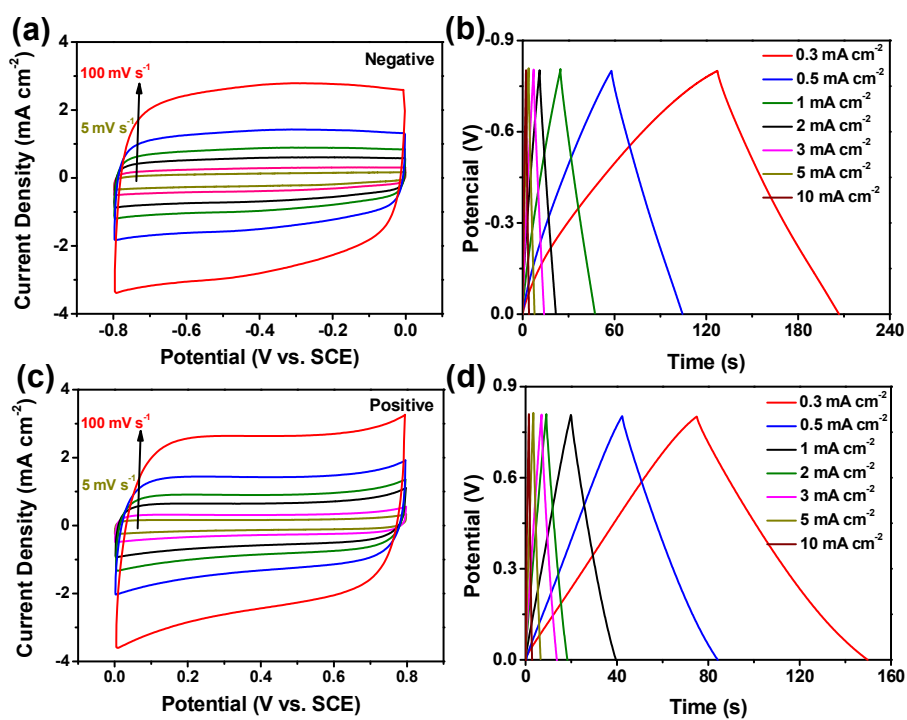 (a)
Negative
100 mV s-1
5 mV s-1
4
2
0
-2
-4
Current Density (mA cm-2)
-0.8
-0.6
-0.4
-0.2
0.0
Potential (V vs. SCE)
(b)
0.3 mA cm-2
0.5 mA cm-2
1 mA cm-2
2 mA cm-2
3 mA cm-2
5 mA cm-2
10 mA cm-2
-0.9
-0.6
-0.3
0.0
Potencial (V)
0
60
120
180
240
Time (s)
(c)
Positive
100 mV s-1
5 mV s-1
4
2
0
-2
-4
Current Density (mA cm-2)
0.0
0.2
0.4
0.6
0.8
Potential (V vs. SCE)
(d)
0.3 mA cm-2
0.5 mA cm-2
1 mA cm-2
2 mA cm-2
3 mA cm-2
5 mA cm-2
10 mA cm-2
0.9
0.6
0.3
0.0
Potential (V)
0
40
80
120
160
Time (s)